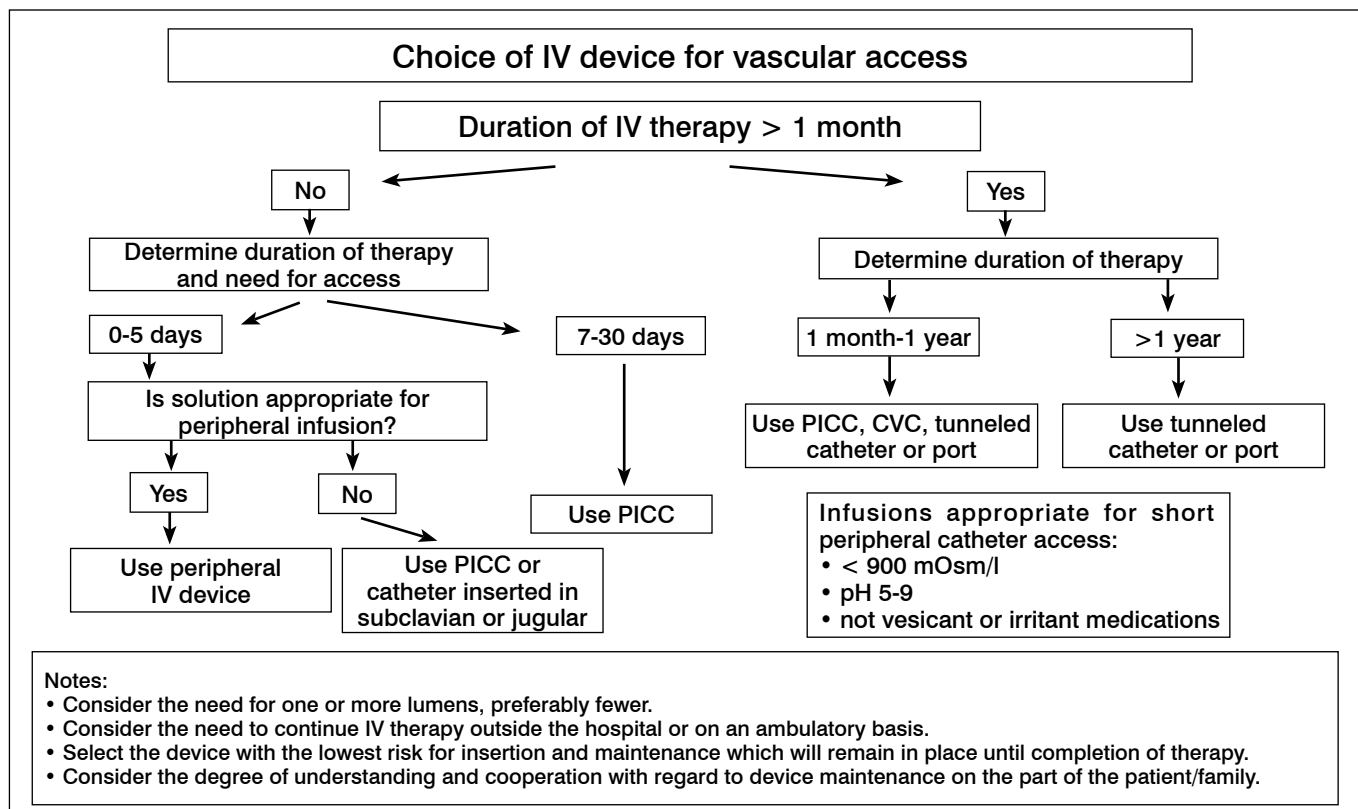 Choice of IV device for vascular access
Duration of IV therapy > 1 month
No
Yes
Determine duration of therapy
and need for access
Determine duration of therapy
0-5 days
7-30 days
1 month-1 year
>1 year
Is solution appropriate for
peripheral infusion?
Use PICC, CVC, tunneled
catheter or port
Use tunneled
catheter or port
Yes
No
Use PICC
Use peripheral
IV device
Use PICC or
catheter inserted in
subclavian or jugular
Infusions appropriate for short
peripheral catheter access:
• < 900 mOsm/l
• pH 5-9
• not vesicant or irritant medications
Notes:
• Consider the need for one or more lumens, preferably fewer.
• Consider the need to continue IV therapy outside the hospital or on an ambulatory basis.
• Select the device with the lowest risk for insertion and maintenance which will remain in place until completion of therapy.
• Consider the degree of understanding and cooperation with regard to device maintenance on the part of the patient/family.